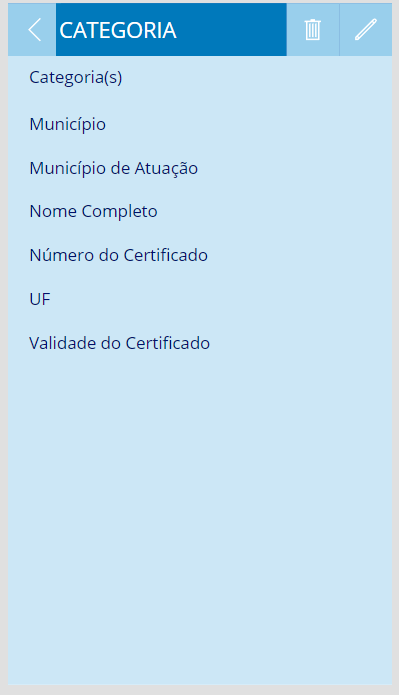 CATEGORIA
Categoria(s)
Município
Município de Atuação
Nome Completo
Número do Certificado
UF
Validade do Certificado